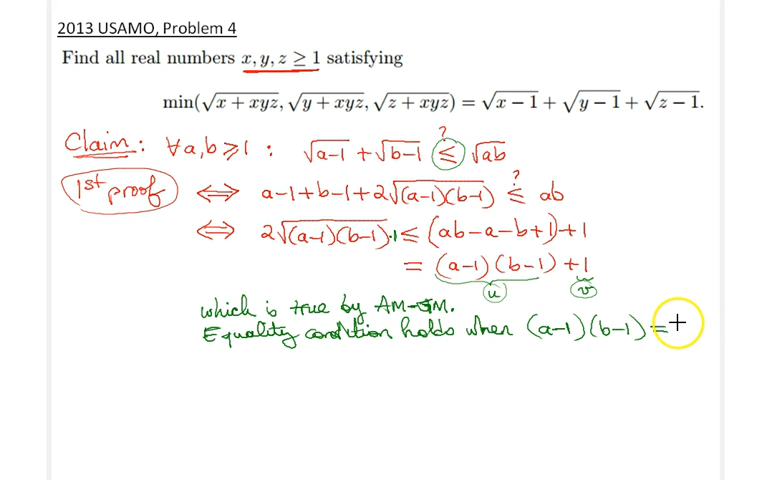 2013 USAMO, Problem 4
Find all real numbers x, y, z ≥ 1 satisfying
min(√(x + xyz), √(y + xyz), √(z + xyz)) = √(x − 1) + √(y − 1) + √(z − 1).
Claim: ∀a,b ≥ 1 : √(a-1) + √(b-1) ≤? √(ab)
1st proof ⟺ a-1+b-1+2√((a-1)(b-1)) ≤? ab
⟺ 2√((a-1)(b-1)·1) ≤ (ab-a-b+1)+1
= (a-1)(b-1)+1
u v
which is true by AM-GM.
Equality condition holds when (a-1)(b-1) =